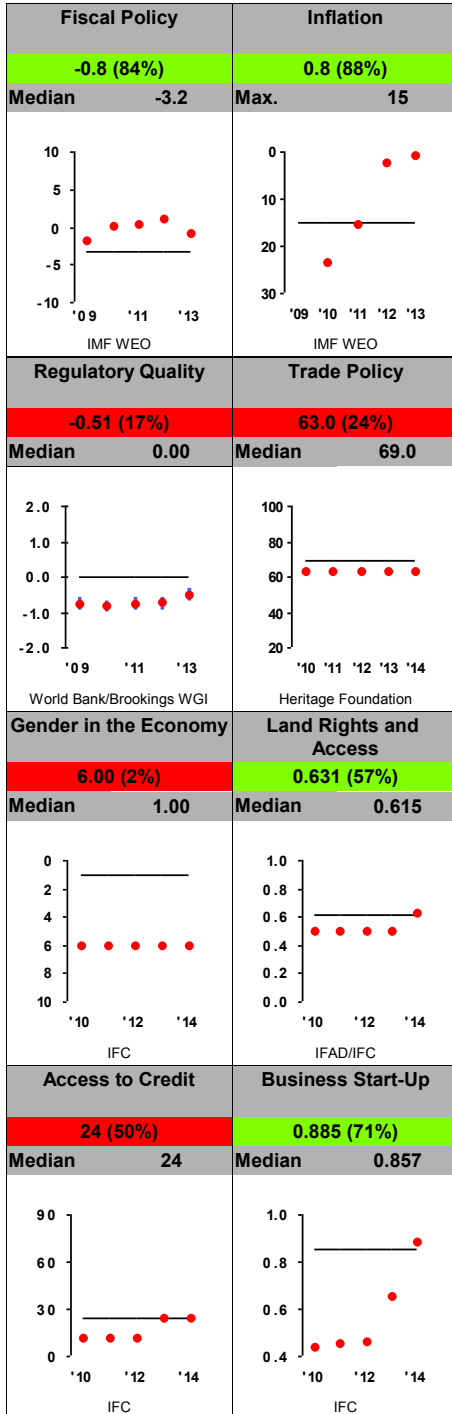 Fiscal Policy
-0.8 (84%)
Median -3.2
10
5
0
-5
-10
'09 '11 '13
IMF WEO
Inflation
0.8 (88%)
Max. 15
0
10
20
30
'09 '10 '11 '12 '13
IMF WEO
Regulatory Quality
-0.51 (17%)
Median 0.00
2.0
1.0
0.0
-1.0
-2.0
'09 '11 '13
World Bank/Brookings WGI
Trade Policy
63.0 (24%)
Median 69.0
100
80
60
40
20
'10 '11 '12 '13 '14
Heritage Foundation
Gender in the Economy
6.00 (2%)
Median 1.00
0
2
4
6
8
10
'10 '12 '14
IFC
Land Rights and
Access
0.631 (57%)
Median 0.615
1.0
0.8
0.6
0.4
0.2
0.0
'10 '12 '14
IFAD/IFC
Access to Credit
24 (50%)
Median 24
90
60
30
0
'10 '12 '14
IFC
Business Start-Up
0.885 (71%)
Median 0.857
1.0
0.8
0.6
0.4
'10 '12 '14
IFC